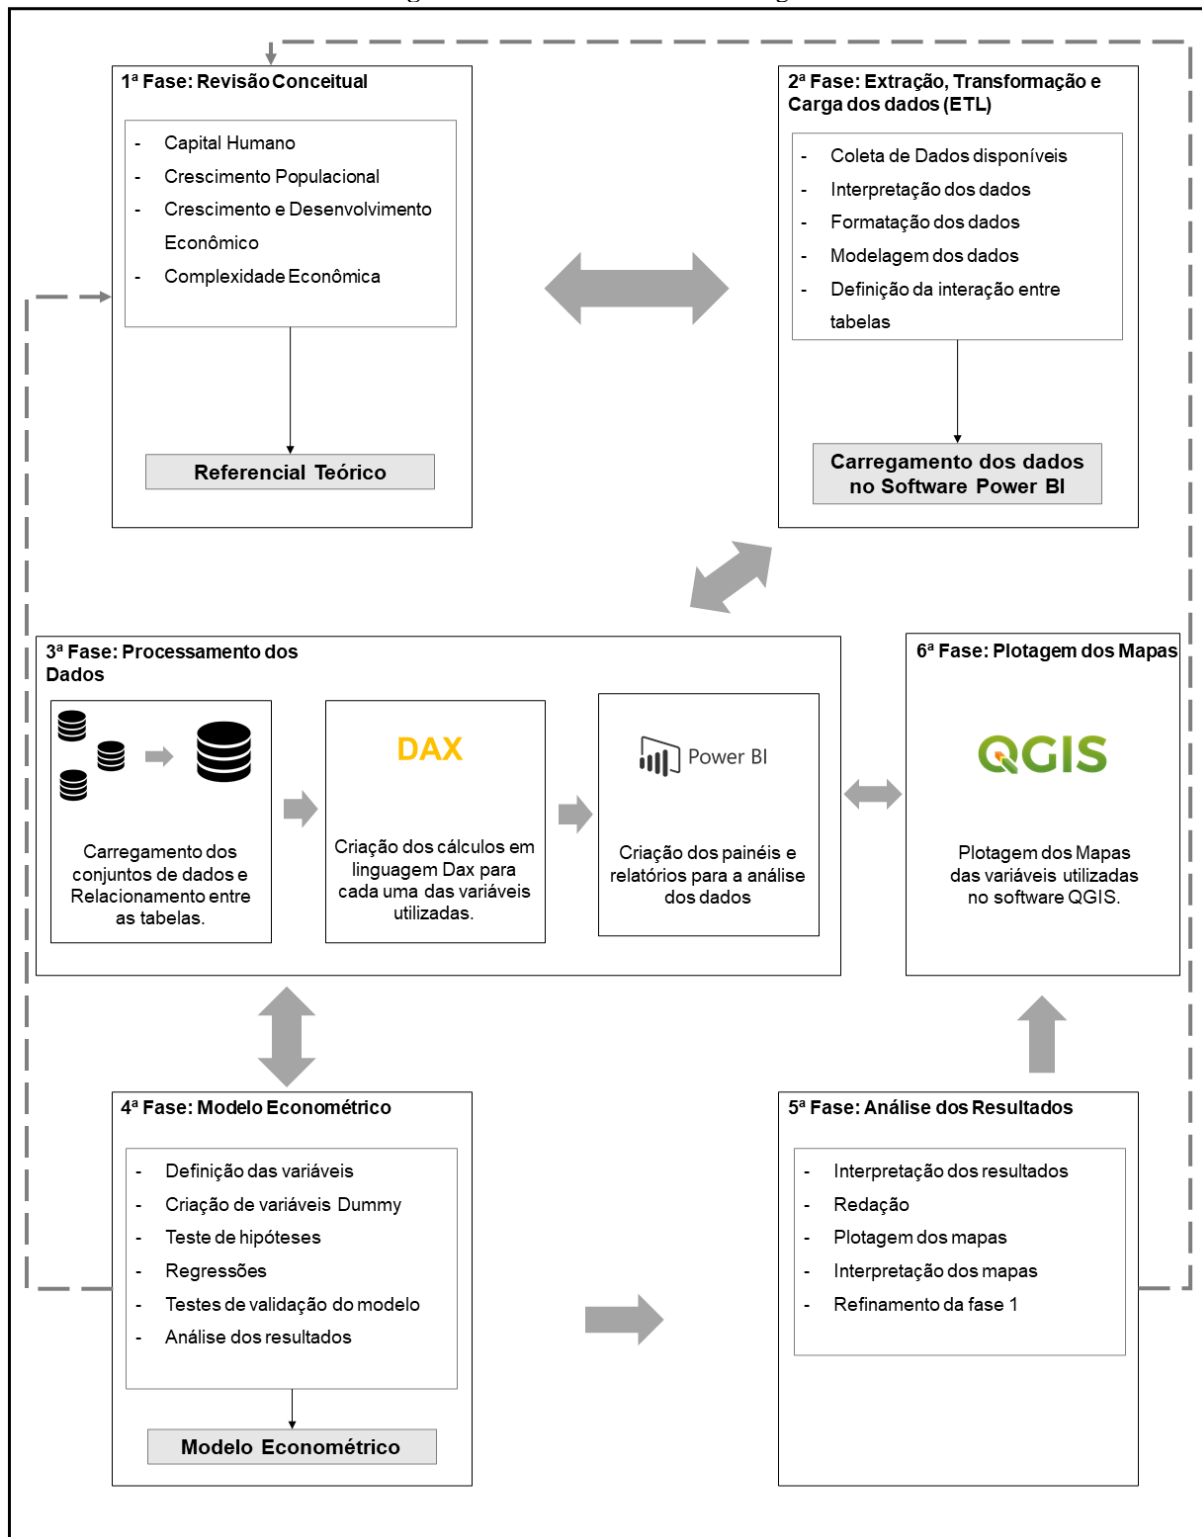 1ª Fase: Revisão Conceitual
- Capital Humano
- Crescimento Populacional
- Crescimento e Desenvolvimento
Econômico
- Complexidade Econômica
Referencial Teórico
2ª Fase: Extração, Transformação e
Carga dos dados (ETL)
- Coleta de Dados disponíveis
- Interpretação dos dados
- Formatação dos dados
- Modelagem dos dados
- Definição da interação entre
tabelas
Carregamento dos dados
no Software Power BI
3ª Fase: Processamento dos
Dados
Carregamento dos
conjuntos de dados e
Relacionamento entre
as tabelas.
DAX
Criação dos cálculos em
linguagem Dax para
cada uma das variáveis
utilizadas.
Power BI
Criação dos painéis e
relatórios para a análise
dos dados
6ª Fase: Plotagem dos Mapas
QGIS
Plotagem dos Mapas
das variáveis utilizadas
no software QGIS.
4ª Fase: Modelo Econométrico
- Definição das variáveis
- Criação de variáveis Dummy
- Teste de hipóteses
- Regressões
- Testes de validação do modelo
- Análise dos resultados
Modelo Econométrico
5ª Fase: Análise dos Resultados
- Interpretação dos resultados
- Redação
- Plotagem dos mapas
- Interpretação dos mapas
- Refinamento da fase 1